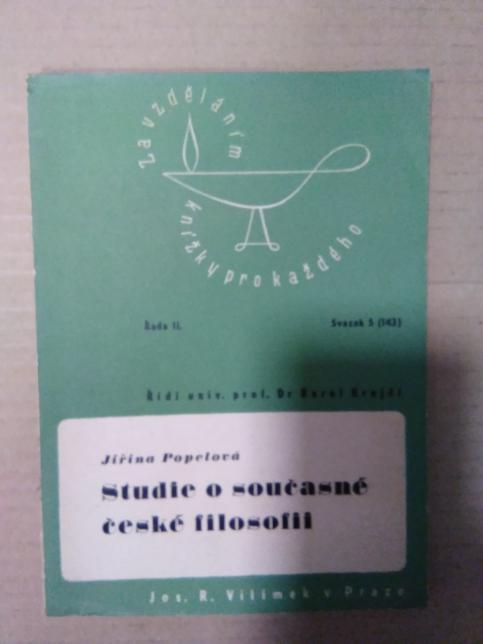 Za vzděláním
knížky pro každého
Řada II.
Svazek 5 (143)
Řídí univ. prof. Dr Karel Krejčí
Jiřina Popelová
Studie o současné
české filosofii
Jos. R. Vilímek v Praze